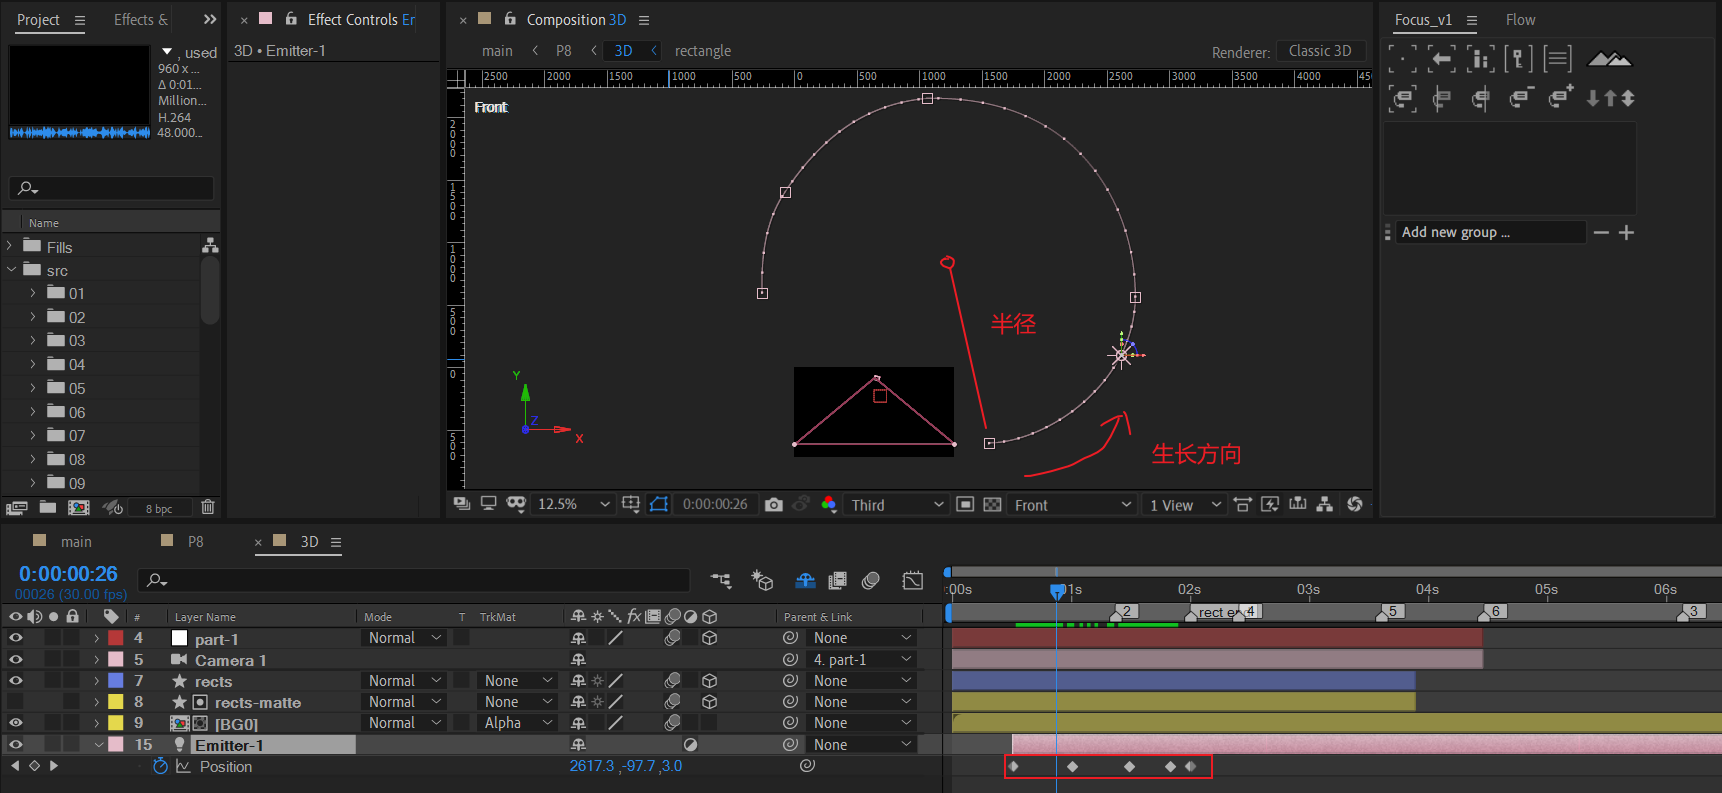 Project
Effects &
Effect Controls Er
Composition 3D
Focus_v1
Flow
, used
960 x ...
Δ 0:01...
Million...
H.264
48.000...
3D • Emitter-1
main
P8
3D
rectangle
Renderer:
Classic 3D
2500
2000
1500
1000
500
0
500
1000
1500
2000
2500
3000
3500
4000
Front
2000
1500
1000
500
0
500
半径
生长方向
Y
Z
X
Name
Fills
src
01
02
03
04
05
06
07
08
09
8 bpc
12.5%
0:00:00:26
Third
Front
1 View
Add new group ...
main
P8
3D
0:00:00:26
00026 (30.00 fps)
:00s
01s
02s
03s
04s
05s
06s
2
rect e
4
5
6
3
#
Layer Name
Mode
T
TrkMat
Parent & Link
4
part-1
Normal
None
5
Camera 1
4. part-1
7
rects
Normal
None
None
8
rects-matte
Normal
None
None
9
[BG0]
Normal
Alpha
None
15
Emitter-1
None
Position
2617.3 ,-97.7 ,3.0